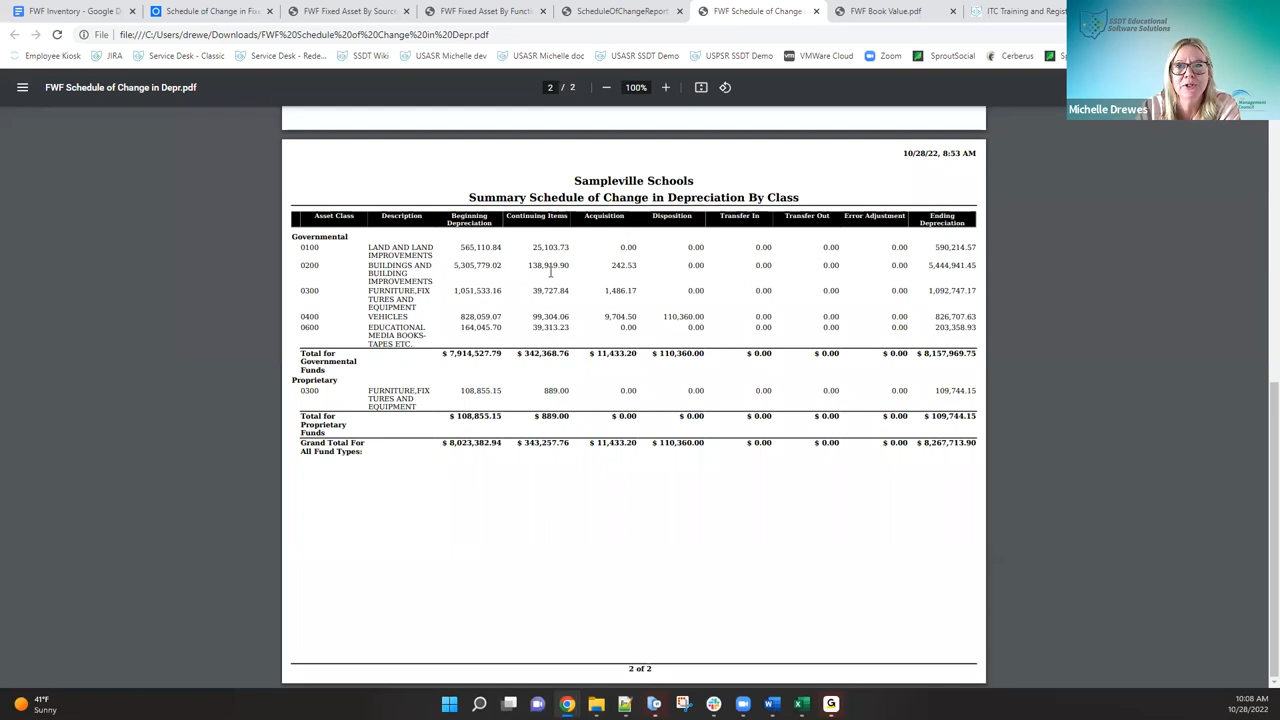 FWF Inventory - Google D
Schedule of Change in Fix
FWF Fixed Asset By Sourc
FWF Fixed Asset By Functi
ScheduleOfChangeReport
FWF Schedule of Change
FWF Book Value.pdf
ITC Training and Regist
File
file:///C:/Users/drewe/Downloads/FWF%20Schedule%20of%20Change%20in%20Depr.pdf
Employee Kiosk
JIRA
Service Desk - Classic
Service Desk - Rede...
SSDT Wiki
USASR Michelle dev
USASR Michelle doc
USASR SSDT Demo
USPSR SSDT Demo
VMWare Cloud
Zoom
SproutSocial
Cerberus
SSDT Educational
Software Solutions
Management
Council
Michelle Drewes
FWF Schedule of Change in Depr.pdf
2 / 2
100%
10/28/22, 8:53 AM
Sampleville Schools
Summary Schedule of Change in Depreciation By Class
Asset Class Description Beginning Depreciation Continuing Items Acquisition Disposition Transfer In Transfer Out Error Adjustment Ending Depreciation
Governmental
0100 LAND AND LAND 565,110.84 25,103.73 0.00 0.00 0.00 0.00 0.00 590,214.57
IMPROVEMENTS
0200 BUILDINGS AND 5,305,779.02 138,919.90 242.53 0.00 0.00 0.00 0.00 5,444,941.45
BUILDING
IMPROVEMENTS
0300 FURNITURE,FIX 1,051,533.16 39,727.84 1,486.17 0.00 0.00 0.00 0.00 1,092,747.17
TURES AND
EQUIPMENT
0400 VEHICLES 828,059.07 99,304.06 9,704.50 110,360.00 0.00 0.00 0.00 826,707.63
0600 EDUCATIONAL 164,045.70 39,313.23 0.00 0.00 0.00 0.00 0.00 203,358.93
MEDIA BOOKS-
TAPES ETC.
Total for $ 7,914,527.79 $ 342,368.76 $ 11,433.20 $ 110,360.00 $ 0.00 $ 0.00 $ 0.00 $ 8,157,969.75
Governmental
Funds
Proprietary
0300 FURNITURE,FIX 108,855.15 889.00 0.00 0.00 0.00 0.00 0.00 109,744.15
TURES AND
EQUIPMENT
Total for $ 108,855.15 $ 889.00 $ 0.00 $ 0.00 $ 0.00 $ 0.00 $ 0.00 $ 109,744.15
Proprietary
Funds
Grand Total For $ 8,023,382.94 $ 343,257.76 $ 11,433.20 $ 110,360.00 $ 0.00 $ 0.00 $ 0.00 $ 8,267,713.90
All Fund Types:
2 of 2
41°F
Sunny
10:08 AM
10/28/2022